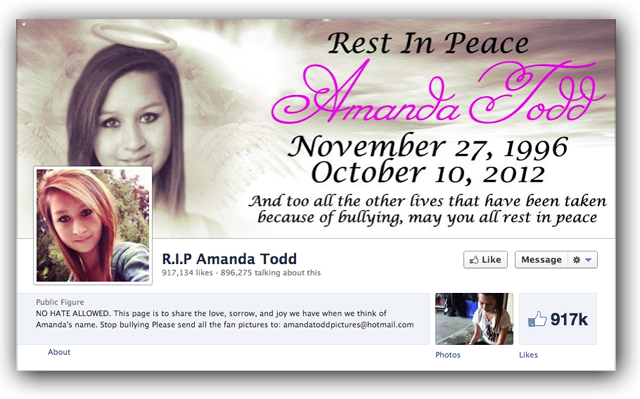 Rest In Peace
Amanda Todd
November 27, 1996
October 10, 2012
And too all the other lives that have been taken
because of bullying, may you all rest in peace
R.I.P Amanda Todd
917,134 likes · 896,275 talking about this
Like
Message
Public Figure
NO HATE ALLOWED. This page is to share the love, sorrow, and joy we have when we think of
Amanda's name. Stop bullying Please send all the fan pictures to: amandatoddpictures@hotmail.com
917k
About
Photos
Likes